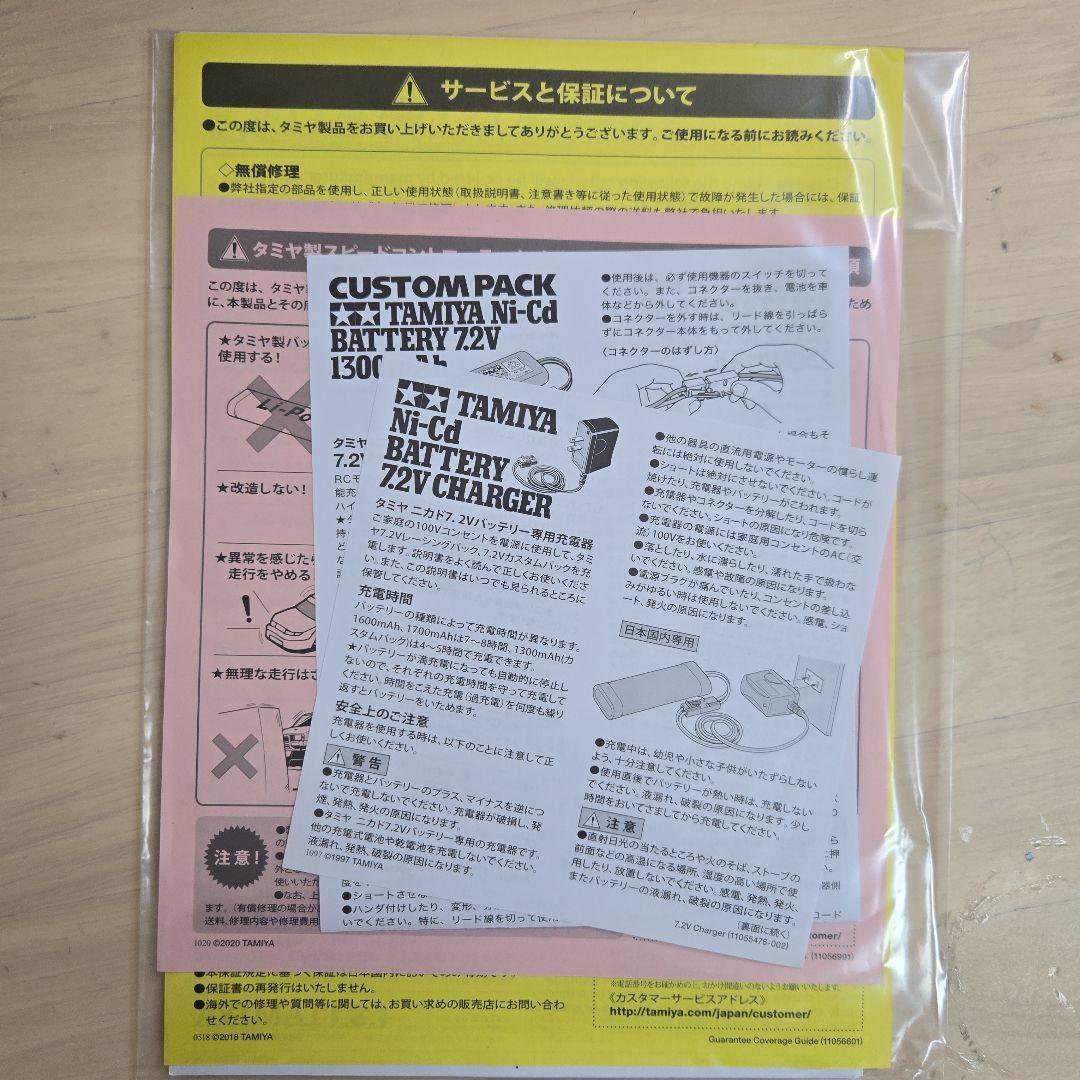 サービスと保証について
●この度は、タミヤ製品をお買い上げいただきましてありがとうございます。ご使用になる前にお読みください。
◇無償修理
●弊社指定の部品を使用し、正しい使用状態(取扱説明書、注意書き等に従った使用状態)で故障が発生した場合には、保証
タミヤ製スピードコントローラー
項
この度は、タミヤ
に、本製品とその
ため
★タミヤ製バッ
使用する!
Li-Po
★改造しない!
★異常を感じたら
走行をやめる
!
★無理な走行はさ
注意!
ます。(有償修理の場合が
送料、修理内容や修理費用
1020 ©2020 TAMIYA
CUSTOM PACK
TAMIYA Ni-Cd
BATTERY 7.2V
1300mAh
タミヤ
7.2V
●使用後は、必ず使用機器のスイッチを切って
ください。また、コネクターを抜き、電池を車
体などから外してください。
●コネクターを外す時は、リード線を引っぱら
ずにコネクター本体をもって外してください。
〈コネクターのはずし方〉
TAMIYA
Ni-Cd
BATTERY
7.2V CHARGER
タミヤ ニカド7.2Vバッテリー専用充電器
ご家庭の100Vコンセントを電源に使用して、タミ
ヤ7.2Vレーシングパック、7.2Vカスタムパックを充
電します。説明書をよく読んで正しくお使いくださ
い。また、この説明書はいつでも見られるところに
保管してください。
充電時間
バッテリーの種類によって充電時間が異なります。
1600mAh、1700mAhは7〜8時間、1300mAh(カ
スタムパック)は4〜5時間で充電できます。
★バッテリーが満充電になっても自動的に停止し
ないので、それぞれの充電時間を守って充電して
ください。時間をこえた充電(過充電)を何度も繰り
返すとバッテリーをいためます。
安全上のご注意
充電器を使用する時は、以下のことに注意して正
しくお使いください。
警告
●充電器とバッテリーのプラス、マイナスを逆につ
ないで充電しないでください。充電器が破損し、発
煙、発熱、発火の原因になります。
●タミヤ ニカド7.2Vバッテリー専用の充電器です。
他の充電式電池や乾電池を充電しないでください。
液漏れ、発熱、破裂の原因になります。
1097 ©1997 TAMIYA
●他の器具の直流用電源やモーターの慣らし運
転には絶対に使用しないでください。
●ショートは絶対にさせないでください。コードが
焼けたり、充電器やバッテリーがこわれます。
●充電器やコネクターを分解したり、コードを切ら
ないでください。ショートの原因になり危険です。
●充電器の電源には家庭用コンセントのAC(交
流)100Vをお使いください。
●落としたり、水に濡らしたり、濡れた手で扱わな
いでください。感電や故障の原因になります。
●電源プラグが痛んでいたり、コンセントの差し込
みがゆるい時は使用しないでください。感電、ショ
ート、発火の原因になります。
日本国内専用
●充電中は、幼児や小さな子供がいたずらしない
よう、十分注意してください。
●使用直後でバッテリーが熱い時は、充電しない
でください。液漏れ、破裂の原因になります。少し
時間をおいてさましてから充電してください。
注意
●直射日光の当たるところや火のそば、ストーブの
前面などの高温になる場所、湿度の高い場所で使
用したり、放置しないでください。感電、発熱、発火、
またバッテリーの液漏れ、破裂の原因になります。
(裏面に続く)
7.2V Charger (11055476-002)
●ショートさせな
●ハンダ付けしたり、変形、
いでください。特に、リード線を切って使用
コード
omer/
(11056991)
●保証書の再発行はいたしません。
●海外での修理や質問等に関しては、お買い求めの販売店にお問い合わ
せください。
0518 ©2018 TAMIYA
※電話番号をお確かめの上、おかけ間違いのないようお願いいたします。
《カスタマーサービスアドレス》
http://tamiya.com/japan/customer/
Guarantee Coverage Guide (11056601)